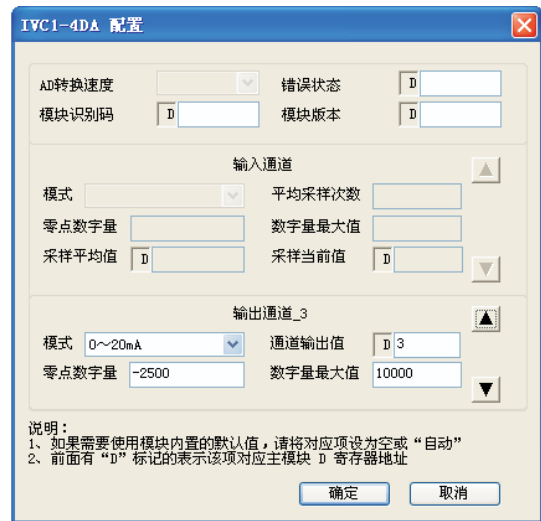 IVC1-4DA 配置
AD转换速度 错误状态 D
模块识别码 D 模块版本 D
输入通道
模式 平均采样次数
零点数字量 数字量最大值
采样平均值 D 采样当前值 D
输出通道_3
模式 0～20mA 通道输出值 D 3
零点数字量 -2500 数字量最大值 10000
说明：
1、如果需要使用模块内置的默认值，请将对应项设为空或“自动”
2、前面有“D”标记的表示该项对应主模块 D 寄存器地址
确定 取消